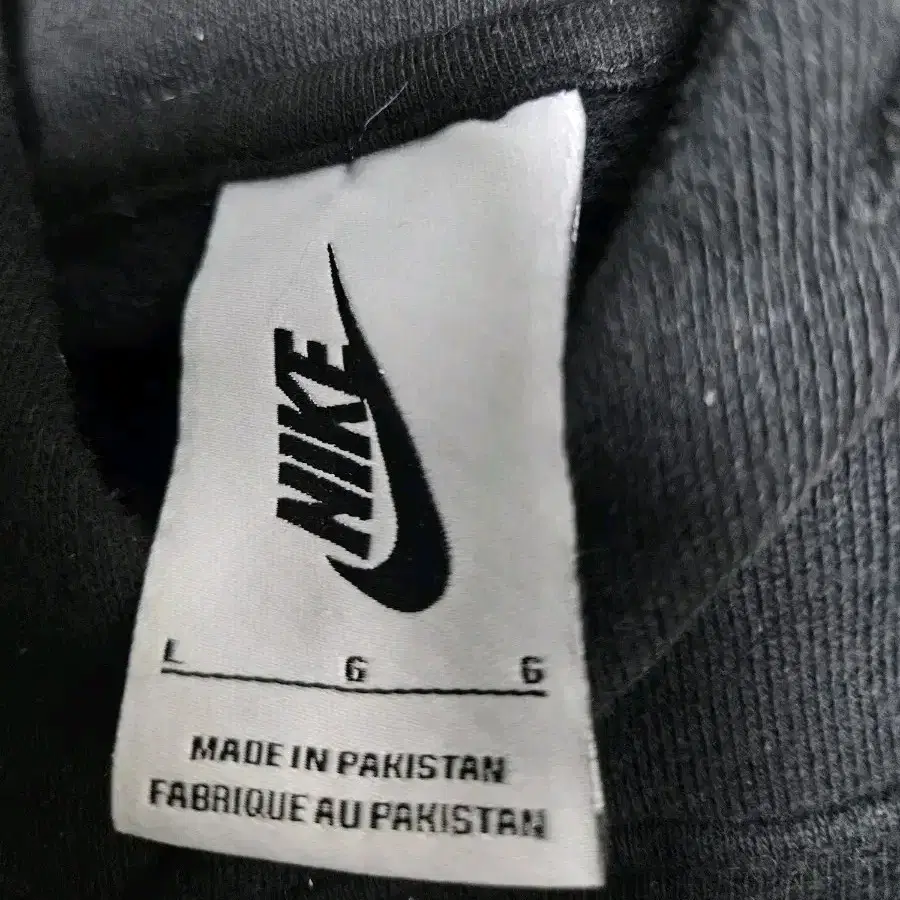 NIKE
L G G
MADE IN PAKISTAN
FABRIQUE AU PAKISTAN